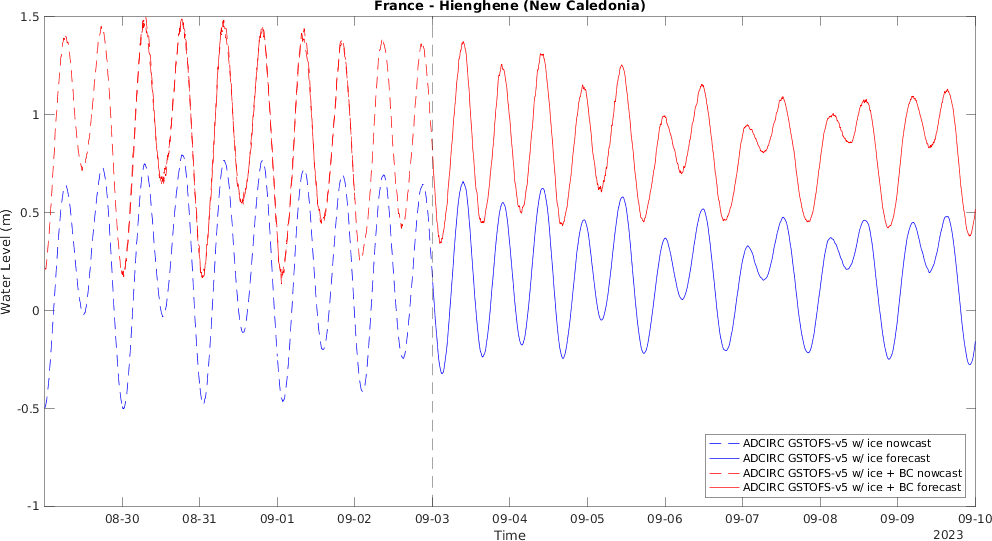 France - Hienghene (New Caledonia)
1.5
1
0.5
0
-0.5
-1
Water Level (m)
08-30 08-31 09-01 09-02 09-03 09-04 09-05 09-06 09-07 09-08 09-09 09-10
Time
2023
ADCIRC GSTOFS-v5 w/ ice nowcast
ADCIRC GSTOFS-v5 w/ ice forecast
ADCIRC GSTOFS-v5 w/ ice + BC nowcast
ADCIRC GSTOFS-v5 w/ ice + BC forecast